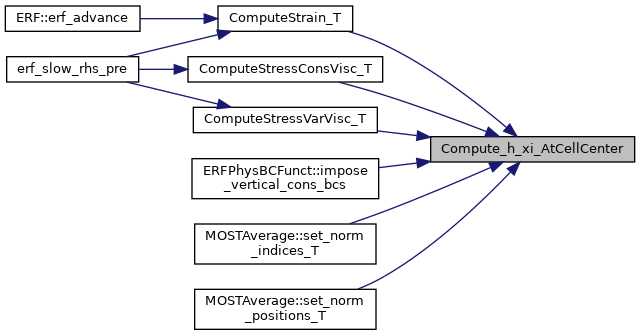 ERF::erf_advance
ComputeStrain_T
erf_slow_rhs_pre
ComputeStressConsVisc_T
ComputeStressVarVisc_T
Compute_h_xi_AtCellCenter
ERFPhysBCFunct::impose
_vertical_cons_bcs
MOSTAverage::set_norm
_indices_T
MOSTAverage::set_norm
_positions_T